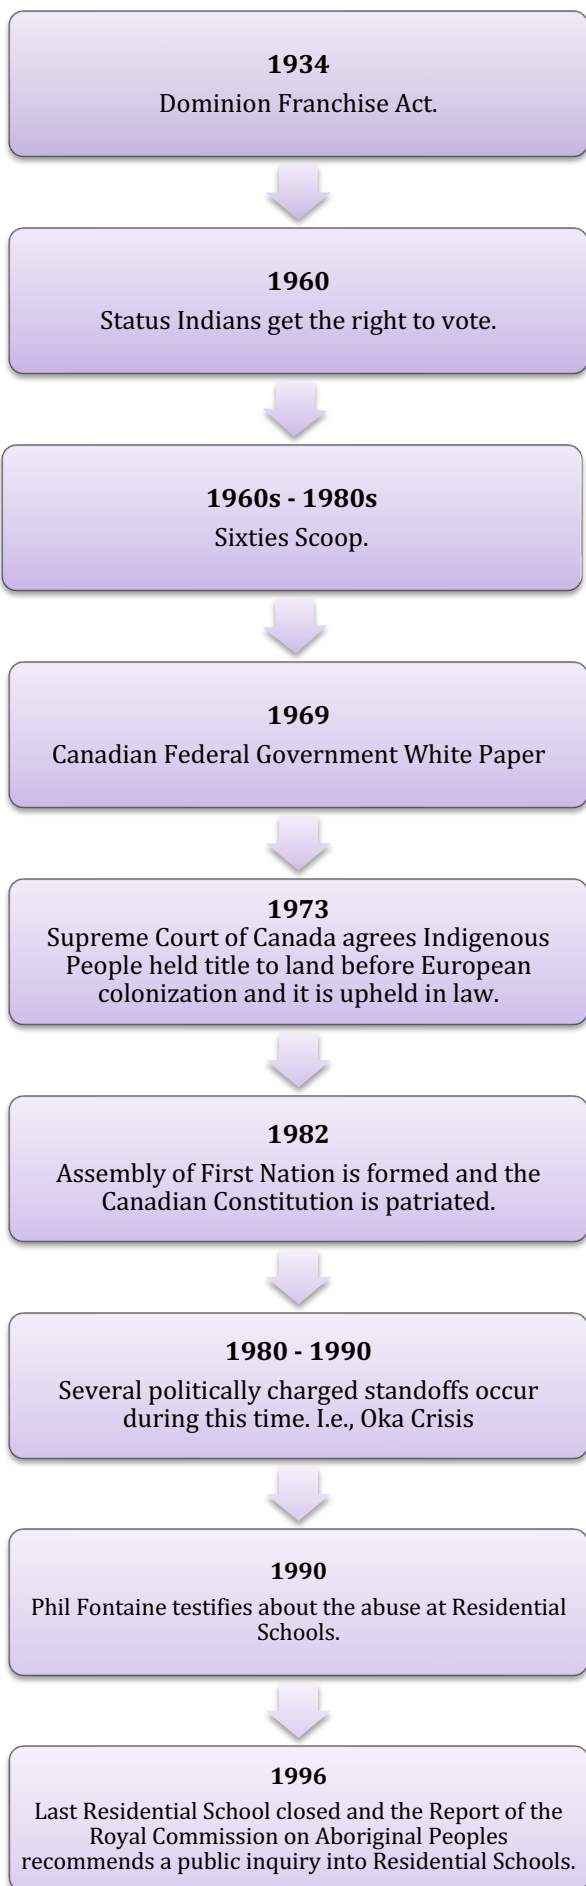 1934
Dominion Franchise Act.
1960
Status Indians get the right to vote.
1960s - 1980s
Sixties Scoop.
1969
Canadian Federal Government White Paper
1973
Supreme Court of Canada agrees Indigenous
People held title to land before European
colonization and it is upheld in law.
1982
Assembly of First Nation is formed and the
Canadian Constitution is patriated.
1980 - 1990
Several politically charged standoffs occur
during this time. I.e., Oka Crisis
1990
Phil Fontaine testifies about the abuse at Residential
Schools.
1996
Last Residential School closed and the Report of the
Royal Commission on Aboriginal Peoples
recommends a public inquiry into Residential Schools.